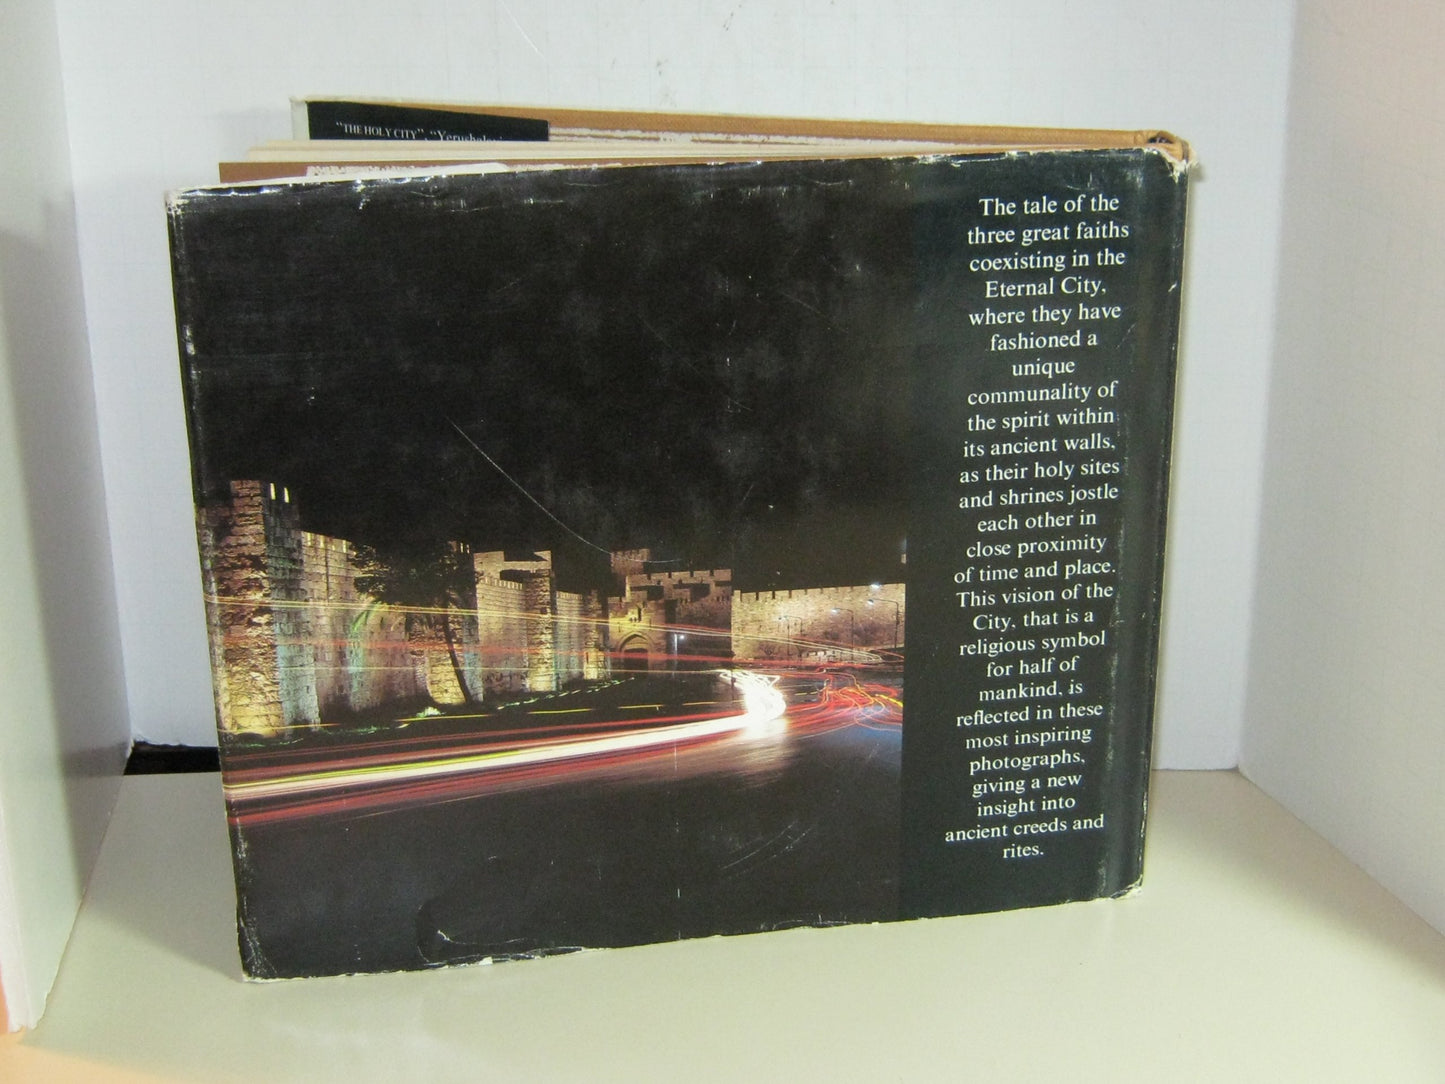 "THE HOLY CITY", "Yerushalayim
The tale of the
three great faiths
coexisting in the
Eternal City,
where they have
fashioned a
unique
communality of
the spirit within
its ancient walls,
as their holy sites
and shrines jostle
each other in
close proximity
of time and place.
This vision of the
City, that is a
religious symbol
for half of
mankind, is
reflected in these
most inspiring
photographs,
giving a new
insight into
ancient creeds and
rites.